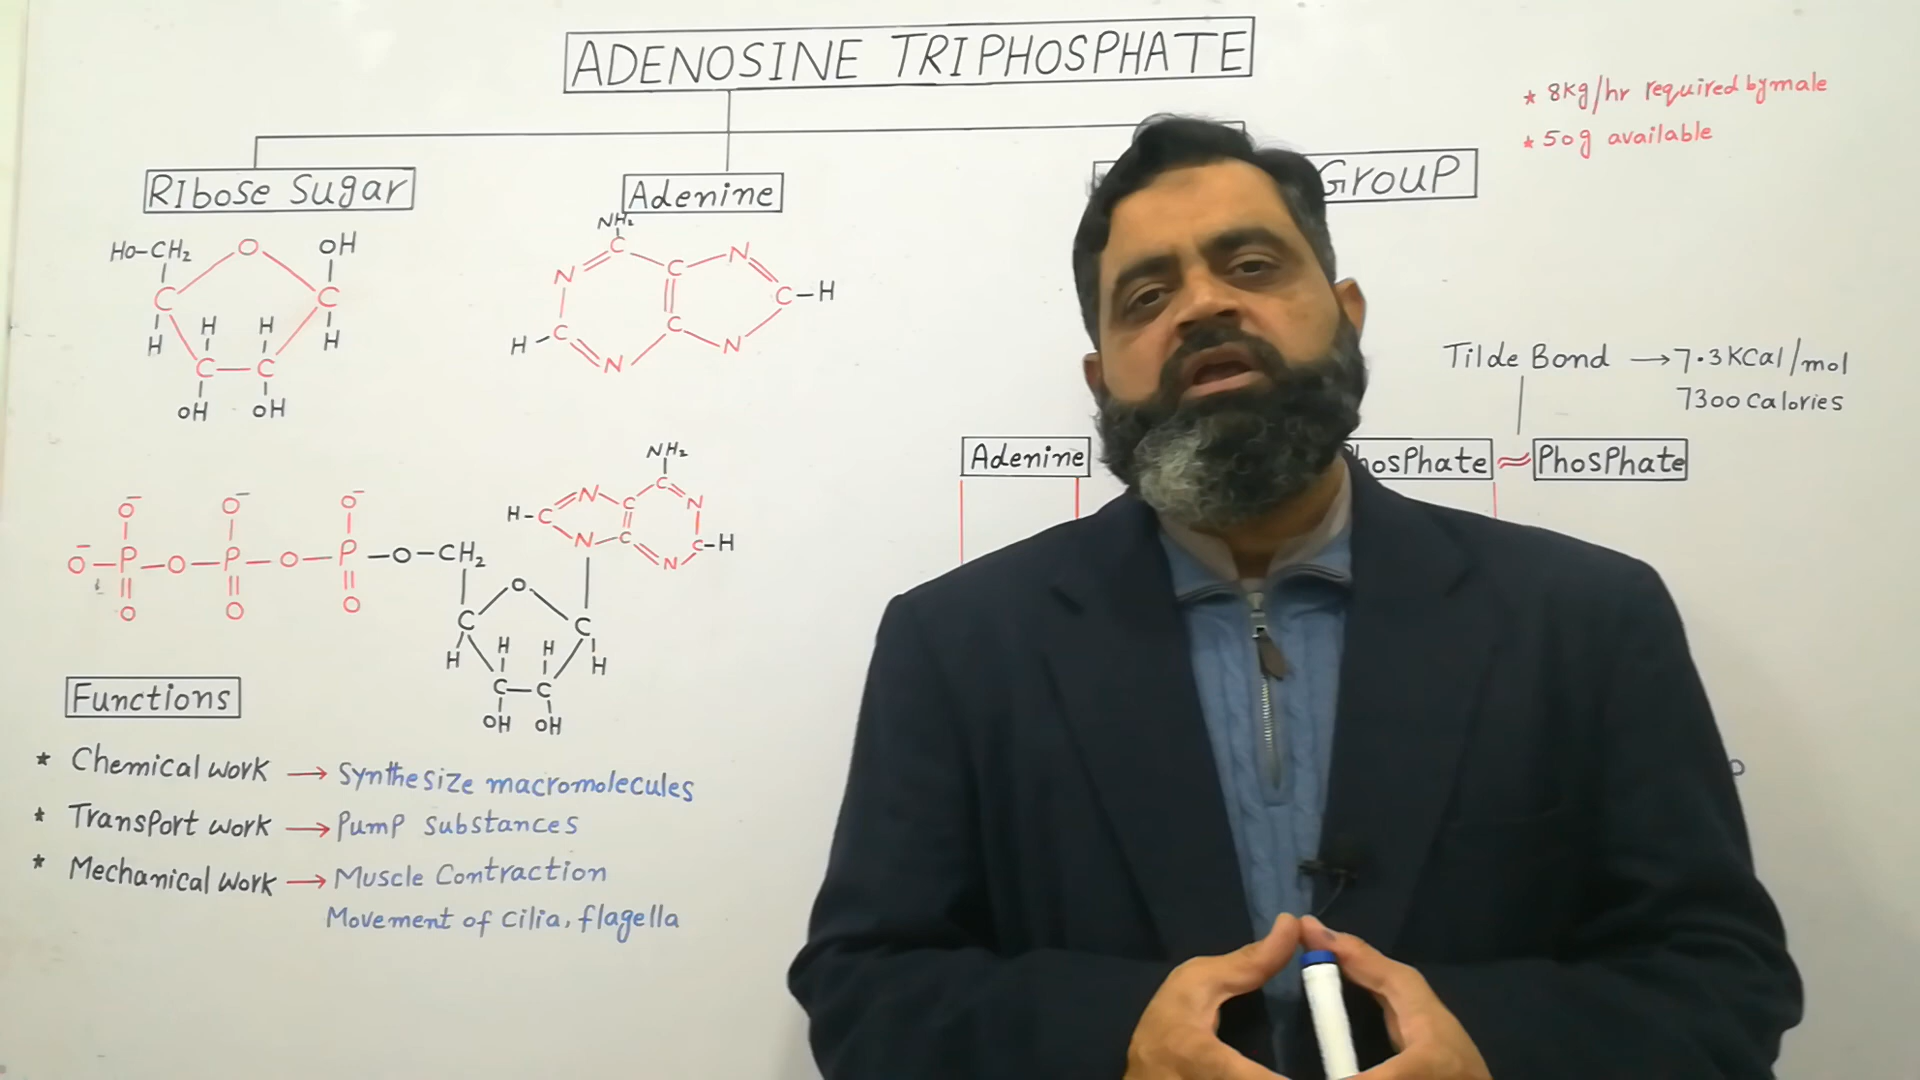 ADENOSINE TRIPHOSPHATE
* 8Kg/hr required by male
* 50g available
RIbose Sugar
Adenine
GrouP
HO-CH2 O OH
C C
H H H H
C C
OH OH
NH2
N C C N
C-H
H-C N C N
Tilde Bond → 7.3 KCal/mol
7300 Calories
Adenine
PhosPhate ≈ PhosPhate
NH2
H-C N C C N
N C N C-H
O- O- O-
O- P O P O P O-CH2
O O O
O
C C
H H H H
C C
OH OH
Functions
* Chemical work → Synthesize macromolecules
* Transport work → Pump Substances
* Mechanical work → Muscle Contraction
Movement of Cilia, flagella